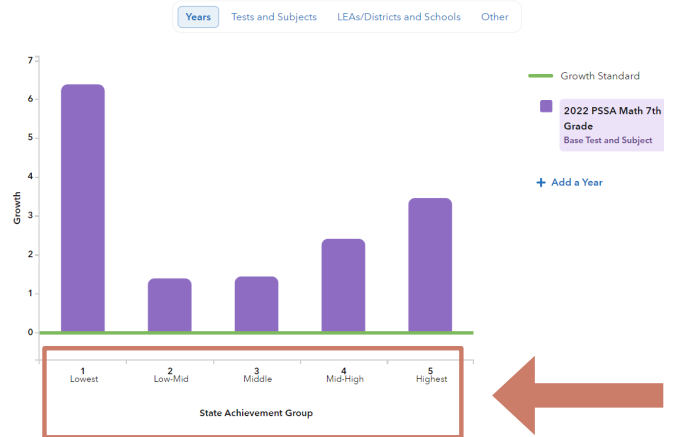 Years Tests and Subjects LEAs/Districts and Schools Other
7
6
5
4
3
2
1
0
Growth
Growth Standard
2022 PSSA Math 7th
Grade
Base Test and Subject
+ Add a Year
1 2 3 4 5
Lowest Low-Mid Middle Mid-High Highest
State Achievement Group